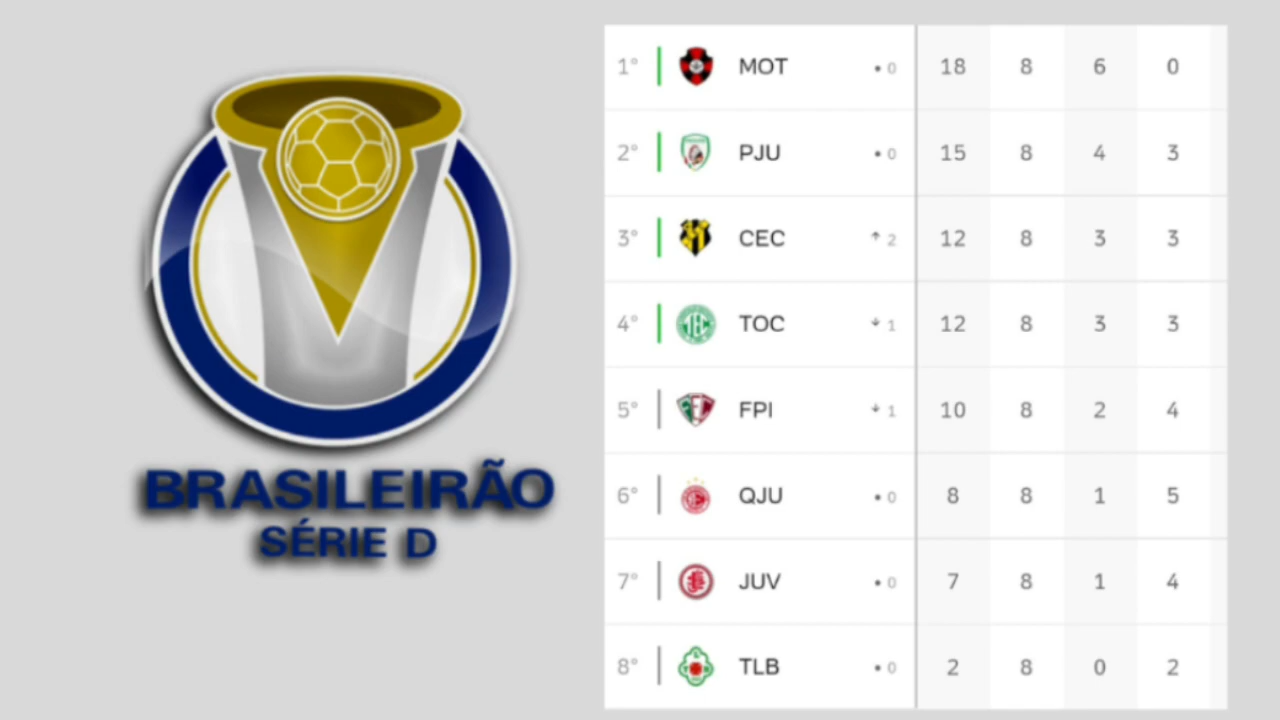 BRASILEIRÃO
SÉRIE D
1° MOT • 0 18 8 6 0
2° PJU • 0 15 8 4 3
3° CEC ↑ 2 12 8 3 3
4° TOC ↓ 1 12 8 3 3
5° FPI ↓ 1 10 8 2 4
6° QJU • 0 8 8 1 5
7° JUV • 0 7 8 1 4
8° TLB • 0 2 8 0 2